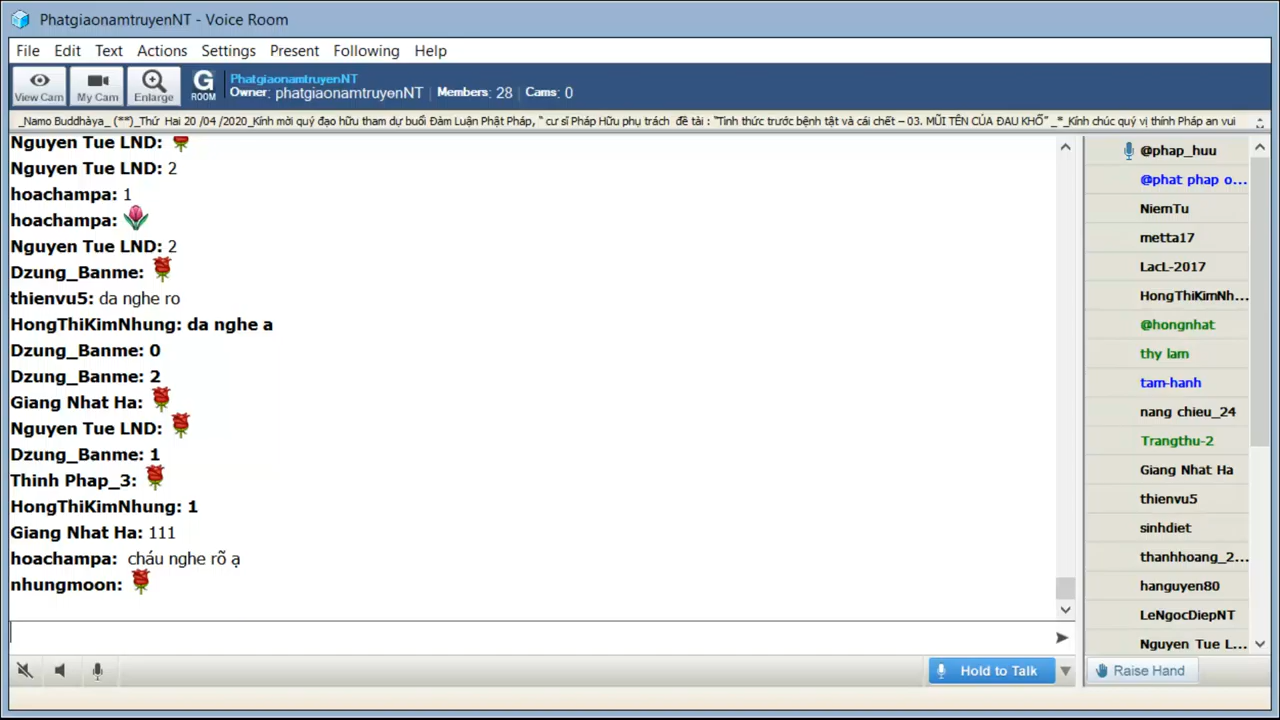 PhatgiaonamtruyenNT - Voice Room
File Edit Text Actions Settings Present Following Help
View Cam My Cam Enlarge G ROOM
PhatgiaonamtruyenNT
Owner: phatgiaonamtruyenNT | Members: 28 | Cams: 0
_Namo Buddhàya_ (**)_Thứ Hai 20 /04 /2020_Kính mời quý đạo hữu tham dự buổi Đàm Luận Phật Pháp, " cư sĩ Pháp Hữu phụ trách đề tài : "Tỉnh thức trước bệnh tật và cái chết – 03. MŨI TÊN CỦA ĐAU KHỔ" _*_Kính chúc quý vị thính Pháp an vui
Nguyen Tue LND:
Nguyen Tue LND: 2
hoachampa: 1
hoachampa:
Nguyen Tue LND: 2
Dzung_Banme:
thienvu5: da nghe ro
HongThiKimNhung: da nghe a
Dzung_Banme: 0
Dzung_Banme: 2
Giang Nhat Ha:
Nguyen Tue LND:
Dzung_Banme: 1
Thinh Phap_3:
HongThiKimNhung: 1
Giang Nhat Ha: 111
hoachampa: cháu nghe rõ ạ
nhungmoon:
@phap_huu
@phat phap o...
NiemTu
metta17
LacL-2017
HongThiKimNh...
@hongnhat
thy lam
tam-hanh
nang chieu_24
Trangthu-2
Giang Nhat Ha
thienvu5
sinhdiet
thanhhoang_2...
hanguyen80
LeNgocDiepNT
Nguyen Tue L...
Hold to Talk
Raise Hand